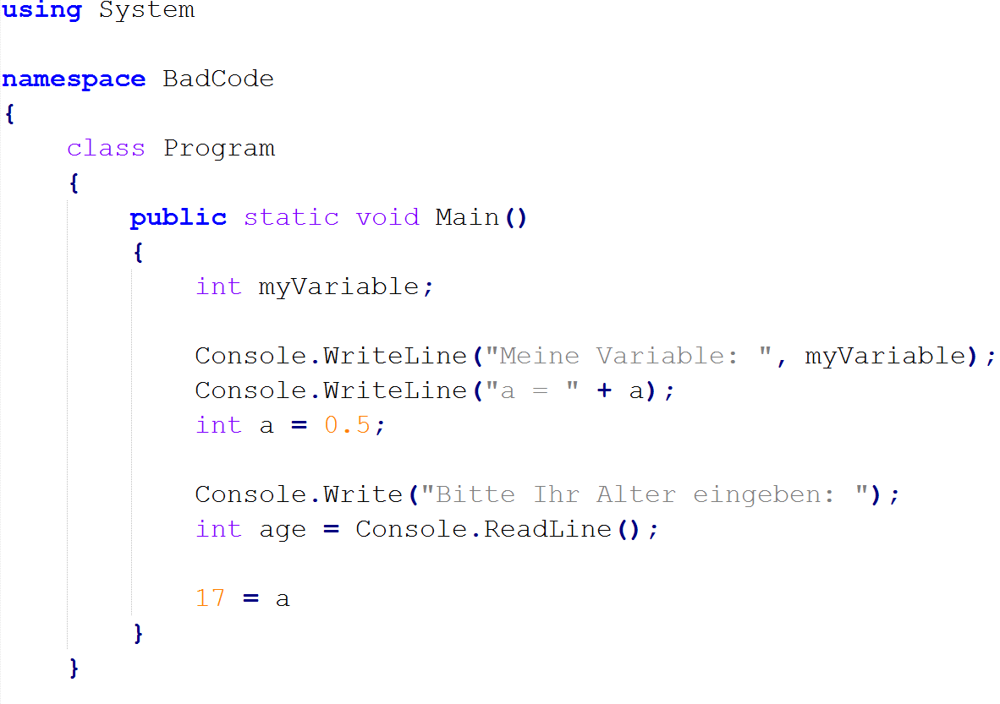 using System

namespace BadCode
{
    class Program
    {
        public static void Main()
        {
            int myVariable;

            Console.WriteLine("Meine Variable: ", myVariable);
            Console.WriteLine("a = " + a);
            int a = 0.5;

            Console.Write("Bitte Ihr Alter eingeben: ");
            int age = Console.ReadLine();

            17 = a
        }
    }